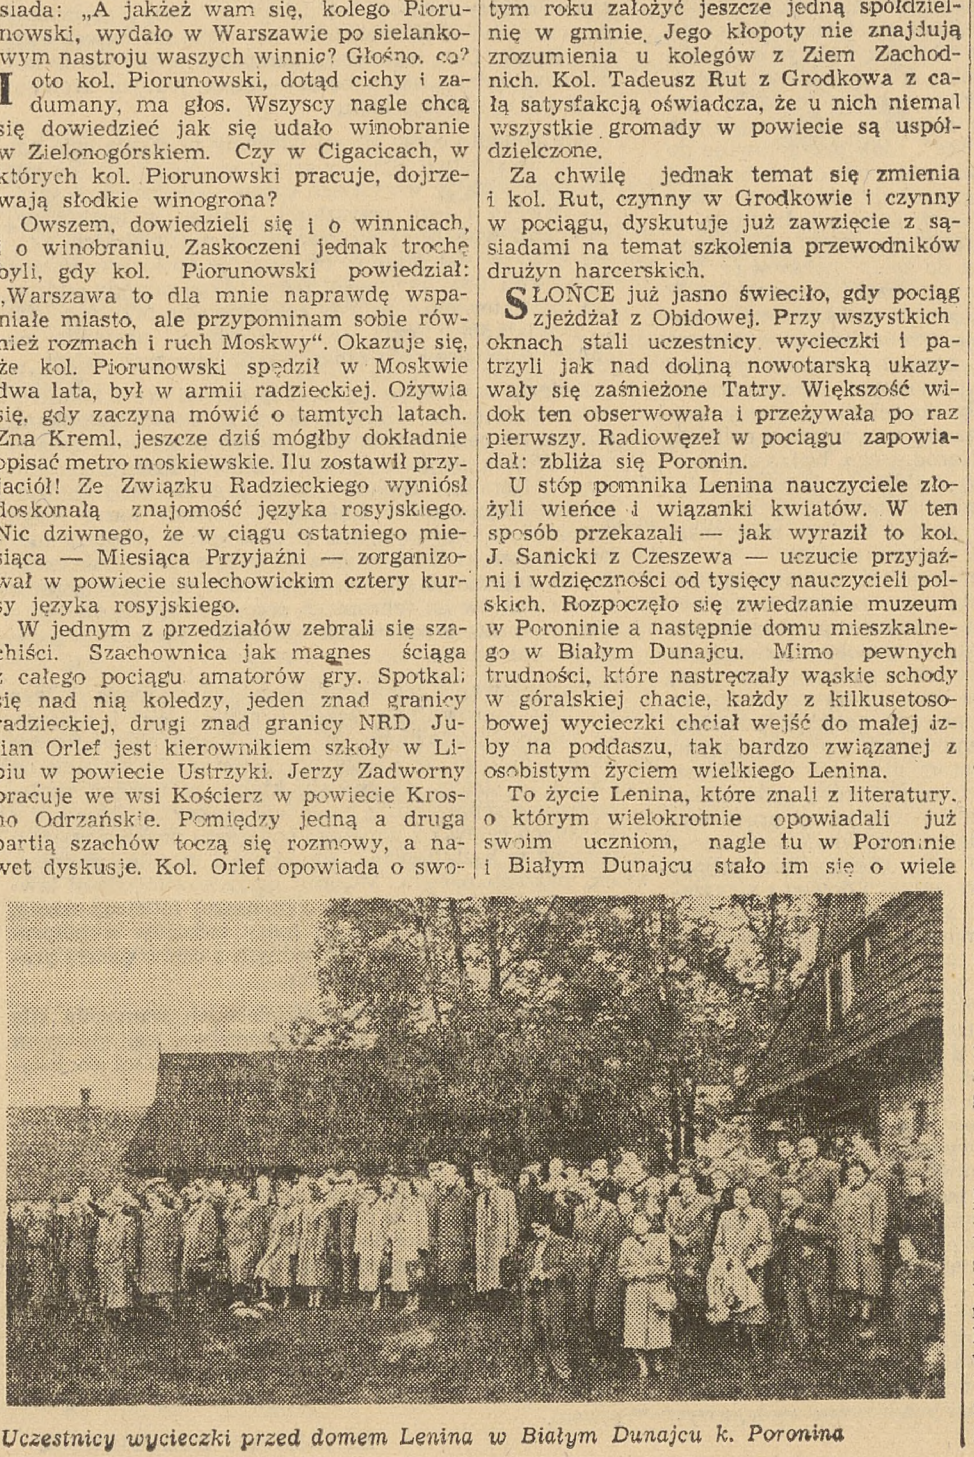 siada: „A jakżeż wam się, kolego Pioru-
nowski, wydało w Warszawie po sielanko-
wym nastroju waszych winnic? Głośno, co?
I oto kol. Piorunowski, dotąd cichy i za-
dumany, ma głos. Wszyscy nagle chcą
się dowiedzieć jak się udało winobranie
w Zielonogórskiem. Czy w Cigacicach, w
których kol. Piorunowski pracuje, dojrze-
wają słodkie winogrona?
Owszem, dowiedzieli się i o winnicach,
i o winobraniu. Zaskoczeni jednak trochę
byli, gdy kol. Piorunowski powiedział:
„Warszawa to dla mnie naprawdę wspa-
niałe miasto, ale przypominam sobie rów-
nież rozmach i ruch Moskwy“. Okazuje się,
że kol. Piorunowski spędził w Moskwie
dwa lata, był w armii radzieckiej. Ożywia
się, gdy zaczyna mówić o tamtych latach.
Zna Kreml, jeszcze dziś mógłby dokładnie
opisać metro moskiewskie. Ilu zostawił przy-
jaciół! Ze Związku Radzieckiego wyniósł
doskonałą znajomość języka rosyjskiego.
Nic dziwnego, że w ciągu ostatniego mie-
siąca — Miesiąca Przyjaźni — zorganizo-
wał w powiecie sulechowickim cztery kur-
sy języka rosyjskiego.
W jednym z przedziałów zebrali się sza-
chiści. Szachownica jak magnes ściąga
z całego pociągu amatorów gry. Spotkali
się nad nią koledzy, jeden znad granicy
radzieckiej, drugi znad granicy NRD Ju-
lian Orlef jest kierownikiem szkoły w Li-
piu w powiecie Ustrzyki. Jerzy Zadworny
pracuje we wsi Kościerz w powiecie Kros-
no Odrzańskie. Pomiędzy jedną a druga
partią szachów toczą się rozmowy, a na-
wet dyskusje. Kol. Orlef opowiada o swo-
tym roku założyć jeszcze jedną spółdziel-
nię w gminie. Jego kłopoty nie znajdują
zrozumienia u kolegów z Ziem Zachod-
nich. Kol. Tadeusz Rut z Grodkowa z ca-
łą satysfakcją oświadcza, że u nich niemal
wszystkie gromady w powiecie są uspół-
dzielczone.
Za chwilę jednak temat się zmienia
i kol. Rut, czynny w Grodkowie i czynny
w pociągu, dyskutuje już zawzięcie z są-
siadami na temat szkolenia przewodników
drużyn harcerskich.
SŁOŃCE już jasno świeciło, gdy pociąg
zjeżdżał z Obidowej. Przy wszystkich
oknach stali uczestnicy wycieczki i pa-
trzyli jak nad doliną nowotarską ukazy-
wały się zaśnieżone Tatry. Większość wi-
dok ten obserwowała i przeżywała po raz
pierwszy. Radiowęzeł w pociągu zapowia-
dał: zbliża się Poronin.
U stóp pomnika Lenina nauczyciele zło-
żyli wieńce i wiązanki kwiatów. W ten
sposób przekazali — jak wyraził to kol.
J. Sanicki z Czeszewa — uczucie przyjaź-
ni i wdzięczności od tysięcy nauczycieli pol-
skich. Rozpoczęło się zwiedzanie muzeum
w Poroninie a następnie domu mieszkalne-
go w Białym Dunajcu. Mimo pewnych
trudności, które nastręczały wąskie schody
w góralskiej chacie, każdy z kilkusetoso-
bowej wycieczki chciał wejść do małej iz-
by na poddaszu, tak bardzo związanej z
osobistym życiem wielkiego Lenina.
To życie Lenina, które znali z literatury,
o którym wielokrotnie opowiadali już
swoim uczniom, nagle tu w Poroninie
i Białym Dunajcu stało im się o wiele
Uczestnicy wycieczki przed domem Lenina w Białym Dunajcu k. Poronina